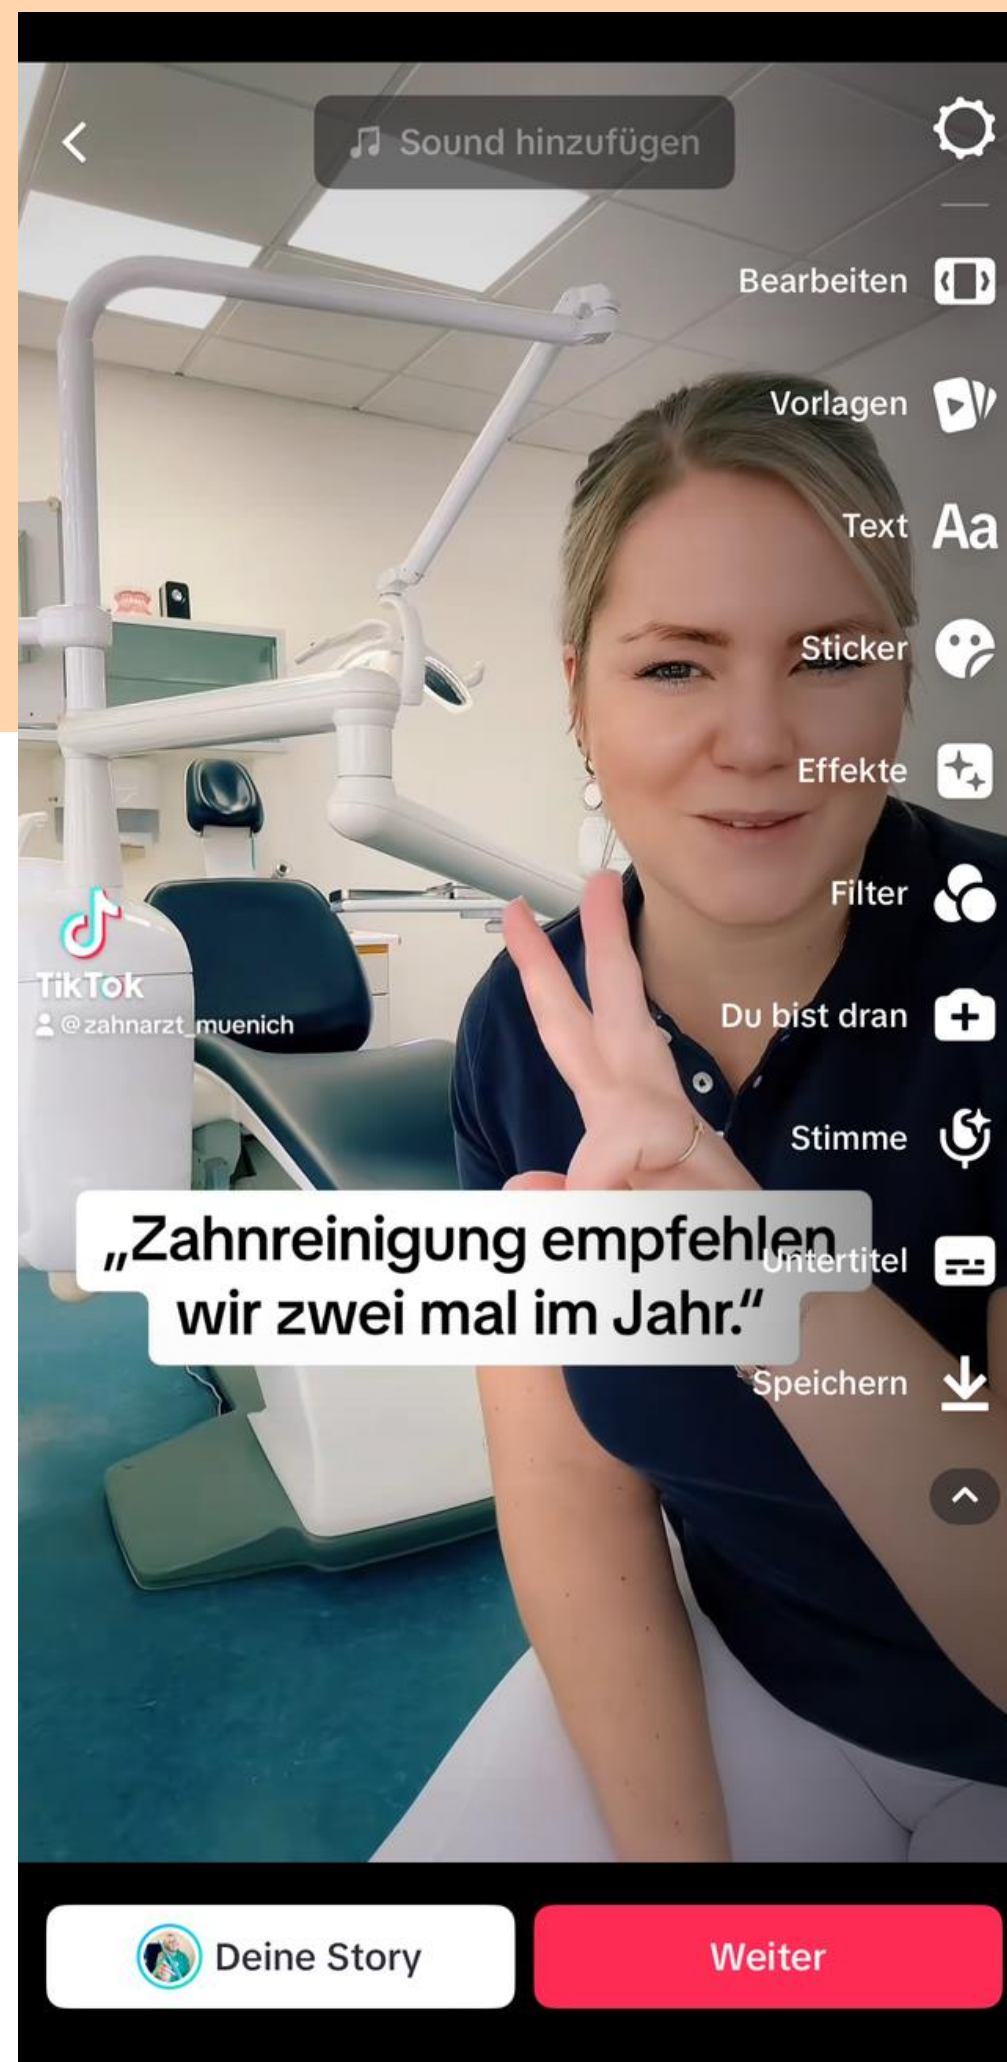 Sound hinzufügen
Bearbeiten
Vorlagen
Text Aa
Sticker
Effekte
Filter
TikTok
@zahnarzt_muenich
Du bist dran
Stimme
„Zahnreinigung empfehlen
wir zwei mal im Jahr.“
Untertitel
Speichern
Deine Story
Weiter